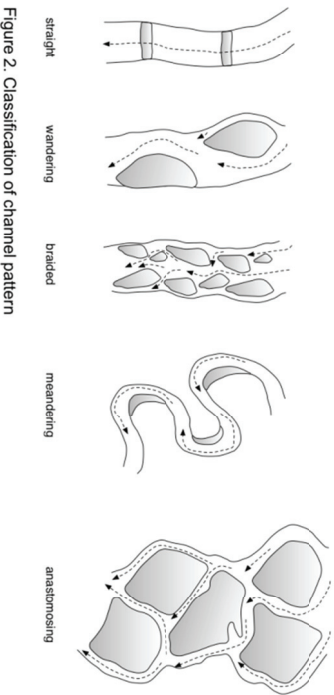 straight
wandering
braided
meandering
anastomosing
Figure 2. Classification of channel pattern